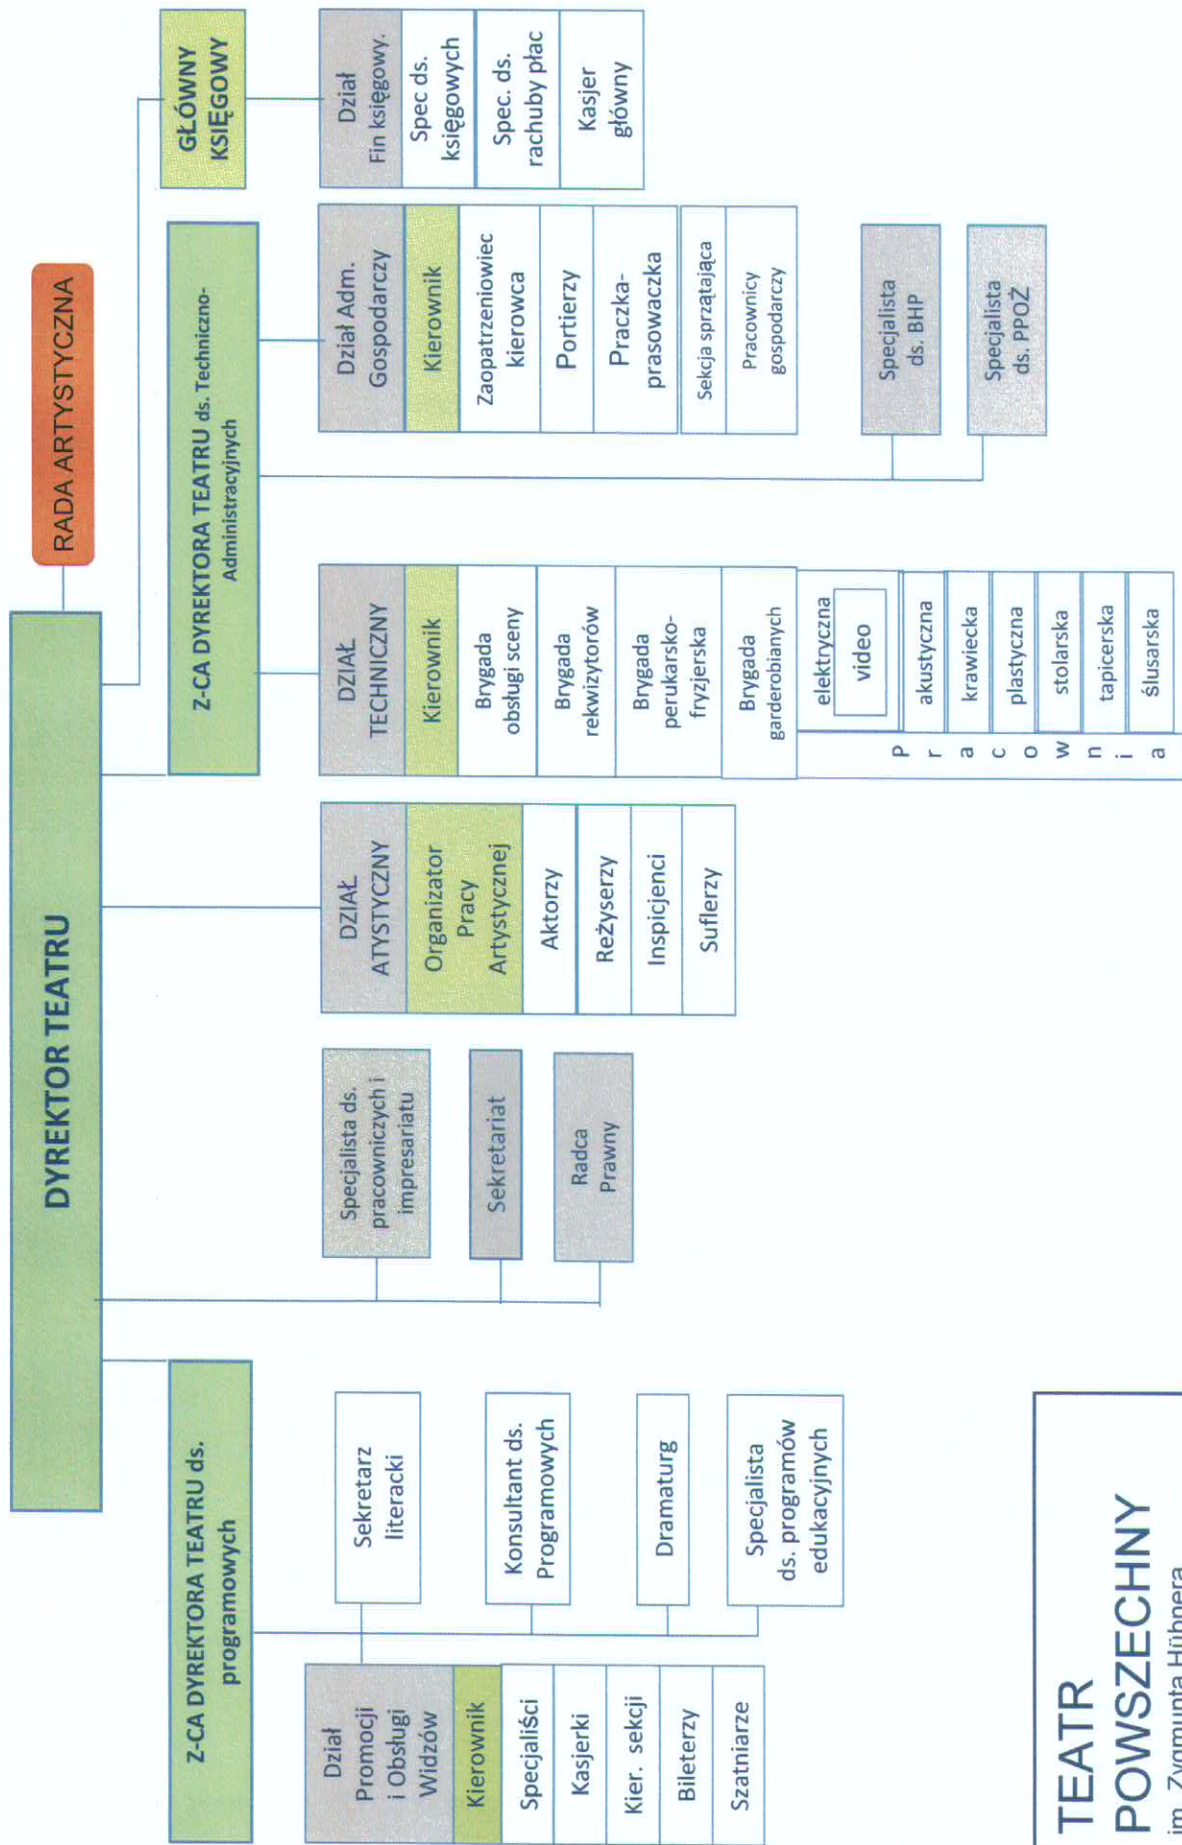 RADA ARTYSTYCZNA
DYREKTOR TEATRU
GŁÓWNY
KSIĘGOWY
Z-CA DYREKTORA TEATRU ds.
programowych
Z-CA DYREKTORA TEATRU ds. Techniczno-
Administracyjnych
Dział
Promocji
i Obsługi
Widzów
Kierownik
Specjaliści
Kasjerki
Kier. sekcji
Bileterzy
Szatniarze
Sekretarz
literacki
Konsultant ds.
Programowych
Dramaturg
Specjalista
ds. programów
edukacyjnych
Specjalista ds.
pracowniczych i
impresariatu
Sekretariat
Radca
Prawny
DZIAŁ
ATYSTYCZNY
Organizator
Pracy
Artystycznej
Aktorzy
Reżyserzy
Inspicjenci
Suflerzy
DZIAŁ
TECHNICZNY
Kierownik
Brygada
obsługi sceny
Brygada
rekwizytorów
Brygada
perukarsko-
fryzjerska
Brygada
garderobianych
Pracownia
elektryczna
video
akustyczna
krawiecka
plastyczna
stolarska
tapicerska
ślusarska
Dział Adm.
Gospodarczy
Kierownik
Zaopatrzeniowiec
kierowca
Portierzy
Praczka-
prasowaczka
Sekcja sprzątająca
Pracownicy
gospodarczy
Specjalista
ds. BHP
Specjalista
ds. PPOŻ
Dział
Fin księgowy.
Spec ds.
księgowych
Spec. ds.
rachuby płac
Kasjer
główny
TEATR
POWSZECHNY
im. Zygmunta Hübnera